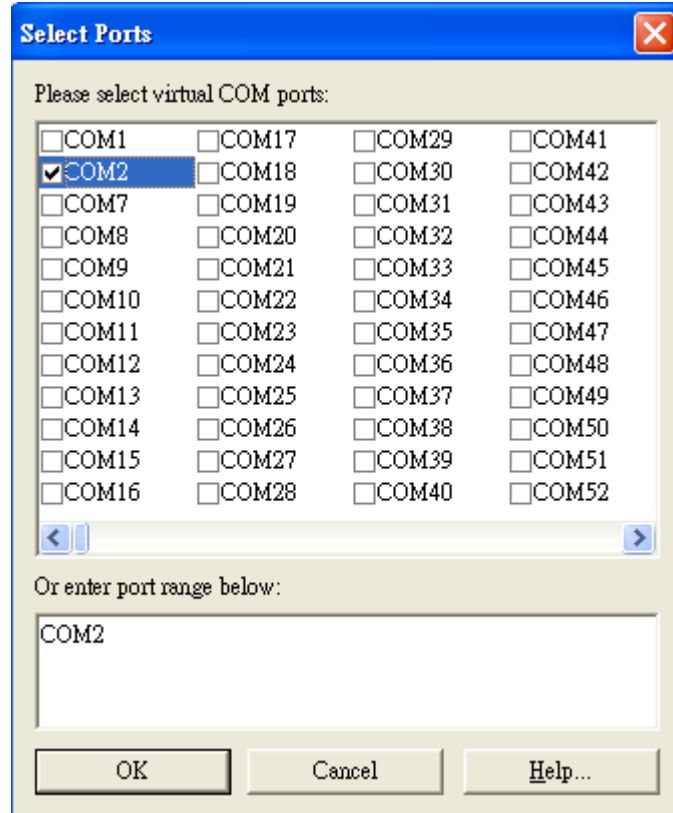 Select Ports
Please select virtual COM ports:
COM1 COM17 COM29 COM41
COM2 COM18 COM30 COM42
COM7 COM19 COM31 COM43
COM8 COM20 COM32 COM44
COM9 COM21 COM33 COM45
COM10 COM22 COM34 COM46
COM11 COM23 COM35 COM47
COM12 COM24 COM36 COM48
COM13 COM25 COM37 COM49
COM14 COM26 COM38 COM50
COM15 COM27 COM39 COM51
COM16 COM28 COM40 COM52
Or enter port range below:
COM2
OK Cancel Help...